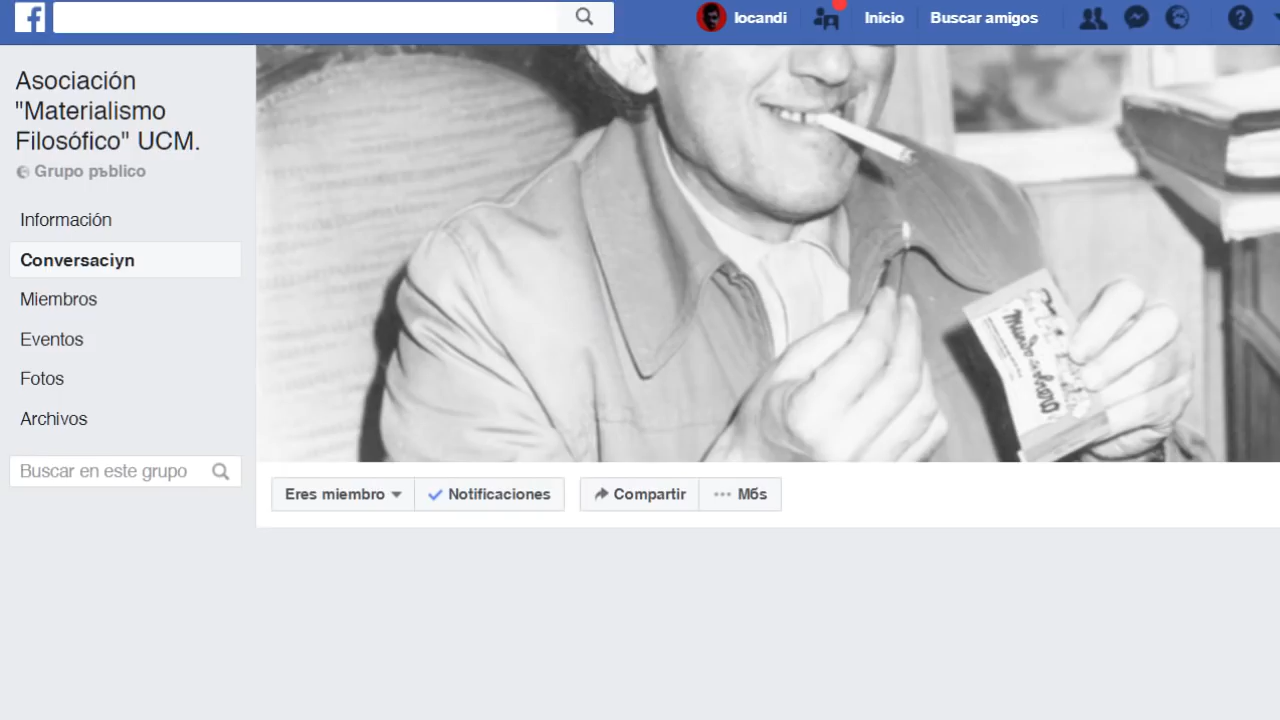 Iocandi
Inicio
Buscar amigos
Asociación
"Materialismo
Filosófico" UCM.
Grupo pъblico
Información
Conversaciуn
Miembros
Eventos
Fotos
Archivos
Buscar en este grupo
Eres miembro
Notificaciones
Compartir
Mбs